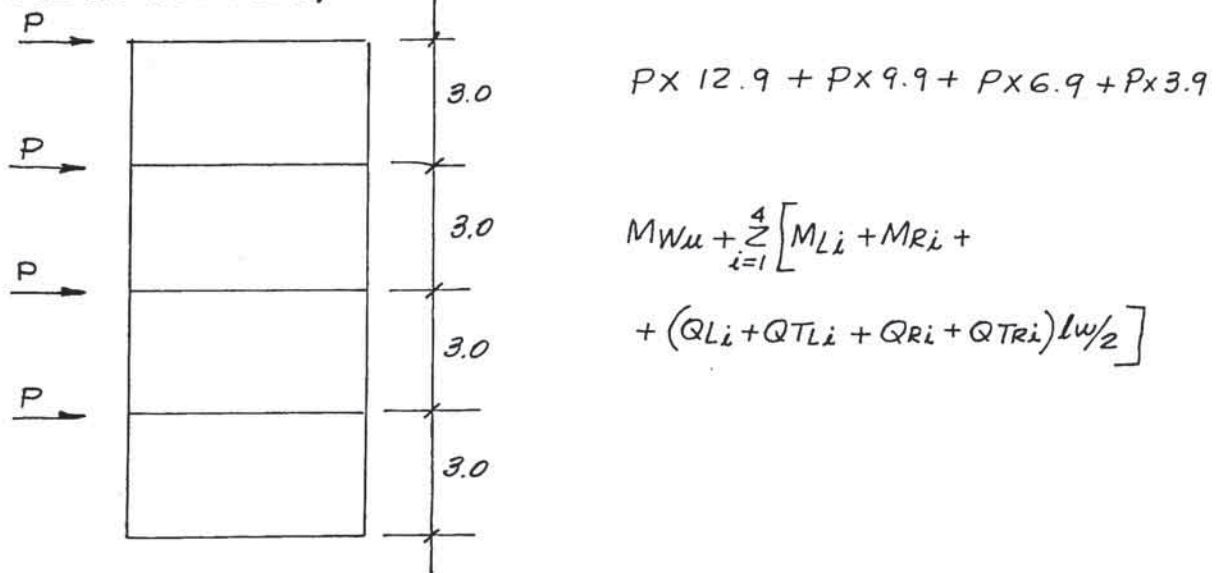 P
3.0
P
3.0
P
3.0
P
3.0
P x 12.9 + P x 9.9 + P x 6.9 + P x 3.9
MWu + Σ i=1 4 [MLi + MRi +
+ (QLi + QTLi + QRi + QTRi) lw/2]